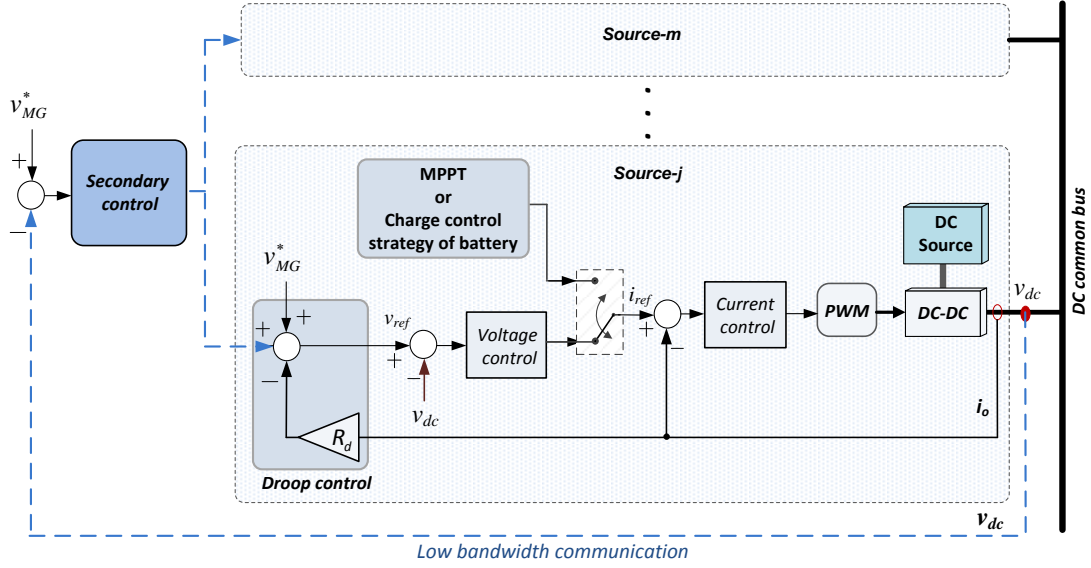 Source-m
v*MG
+
−
Secondary
control
Source-j
MPPT
or
Charge control
strategy of battery
DC
Source
DC common bus
v*MG
+
+
−
vref
+
−
vdc
Voltage
control
iref
+
−
Current
control
PWM
DC-DC
vdc
io
Rd
Droop control
vdc
Low bandwidth communication